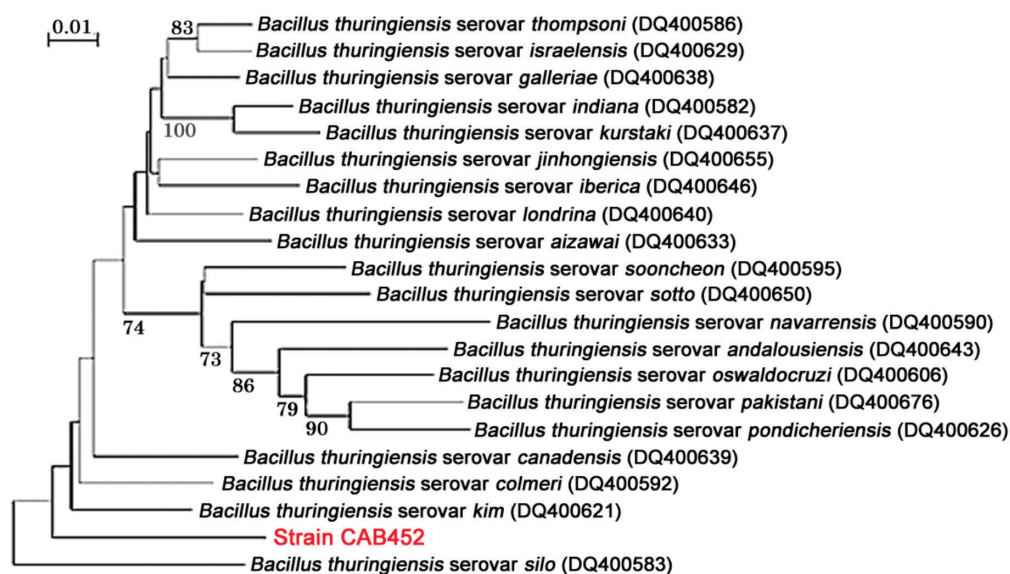 0.01
83
Bacillus thuringiensis serovar thompsoni (DQ400586)
Bacillus thuringiensis serovar israelensis (DQ400629)
Bacillus thuringiensis serovar galleriae (DQ400638)
Bacillus thuringiensis serovar indiana (DQ400582)
100
Bacillus thuringiensis serovar kurstaki (DQ400637)
Bacillus thuringiensis serovar jinhongiensis (DQ400655)
Bacillus thuringiensis serovar iberica (DQ400646)
Bacillus thuringiensis serovar londrina (DQ400640)
Bacillus thuringiensis serovar aizawai (DQ400633)
Bacillus thuringiensis serovar sooncheon (DQ400595)
Bacillus thuringiensis serovar sotto (DQ400650)
74
Bacillus thuringiensis serovar navarrensis (DQ400590)
73
Bacillus thuringiensis serovar andalousiensis (DQ400643)
86
Bacillus thuringiensis serovar oswaldocruzi (DQ400606)
79
Bacillus thuringiensis serovar pakistani (DQ400676)
90
Bacillus thuringiensis serovar pondicheriensis (DQ400626)
Bacillus thuringiensis serovar canadensis (DQ400639)
Bacillus thuringiensis serovar colmeri (DQ400592)
Bacillus thuringiensis serovar kim (DQ400621)
Strain CAB452
Bacillus thuringiensis serovar silo (DQ400583)